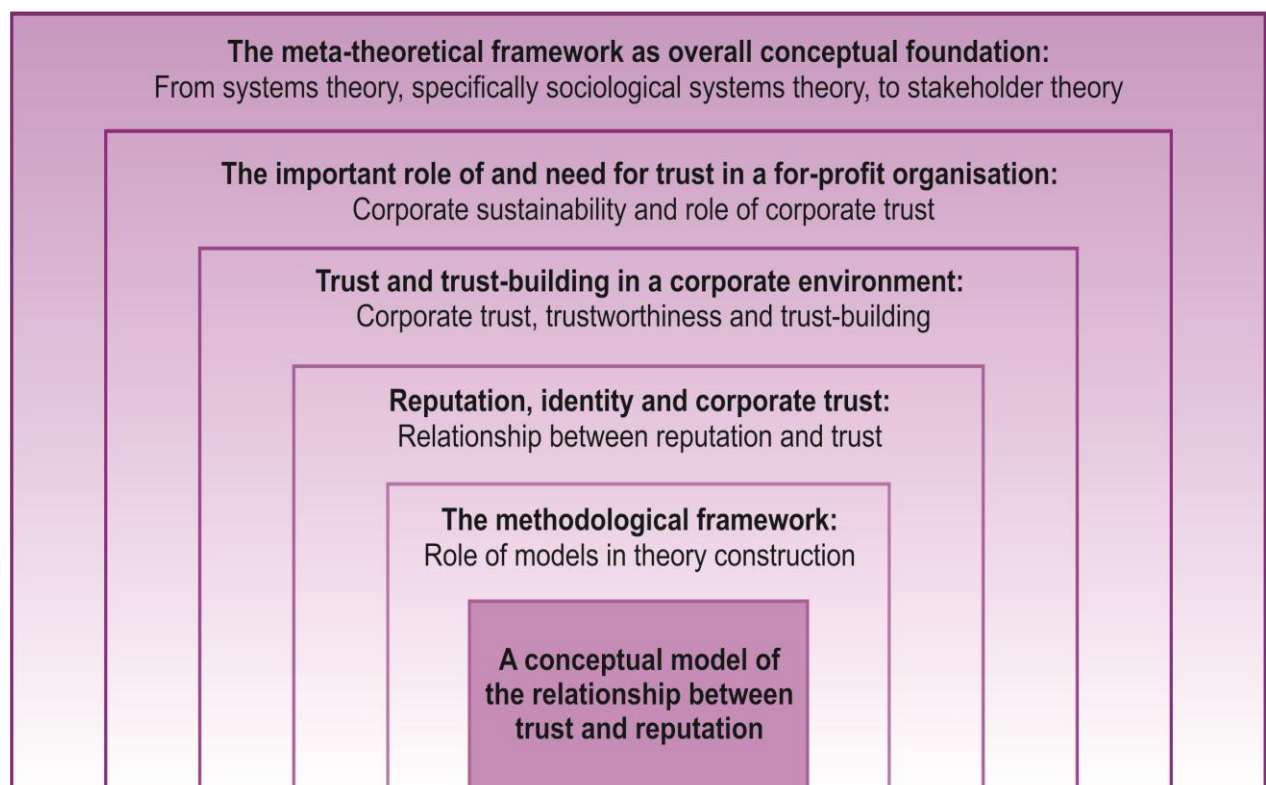 The meta-theoretical framework as overall conceptual foundation:
From systems theory, specifically sociological systems theory, to stakeholder theory
The important role of and need for trust in a for-profit organisation:
Corporate sustainability and role of corporate trust
Trust and trust-building in a corporate environment:
Corporate trust, trustworthiness and trust-building
Reputation, identity and corporate trust:
Relationship between reputation and trust
The methodological framework:
Role of models in theory construction
A conceptual model of
the relationship between
trust and reputation